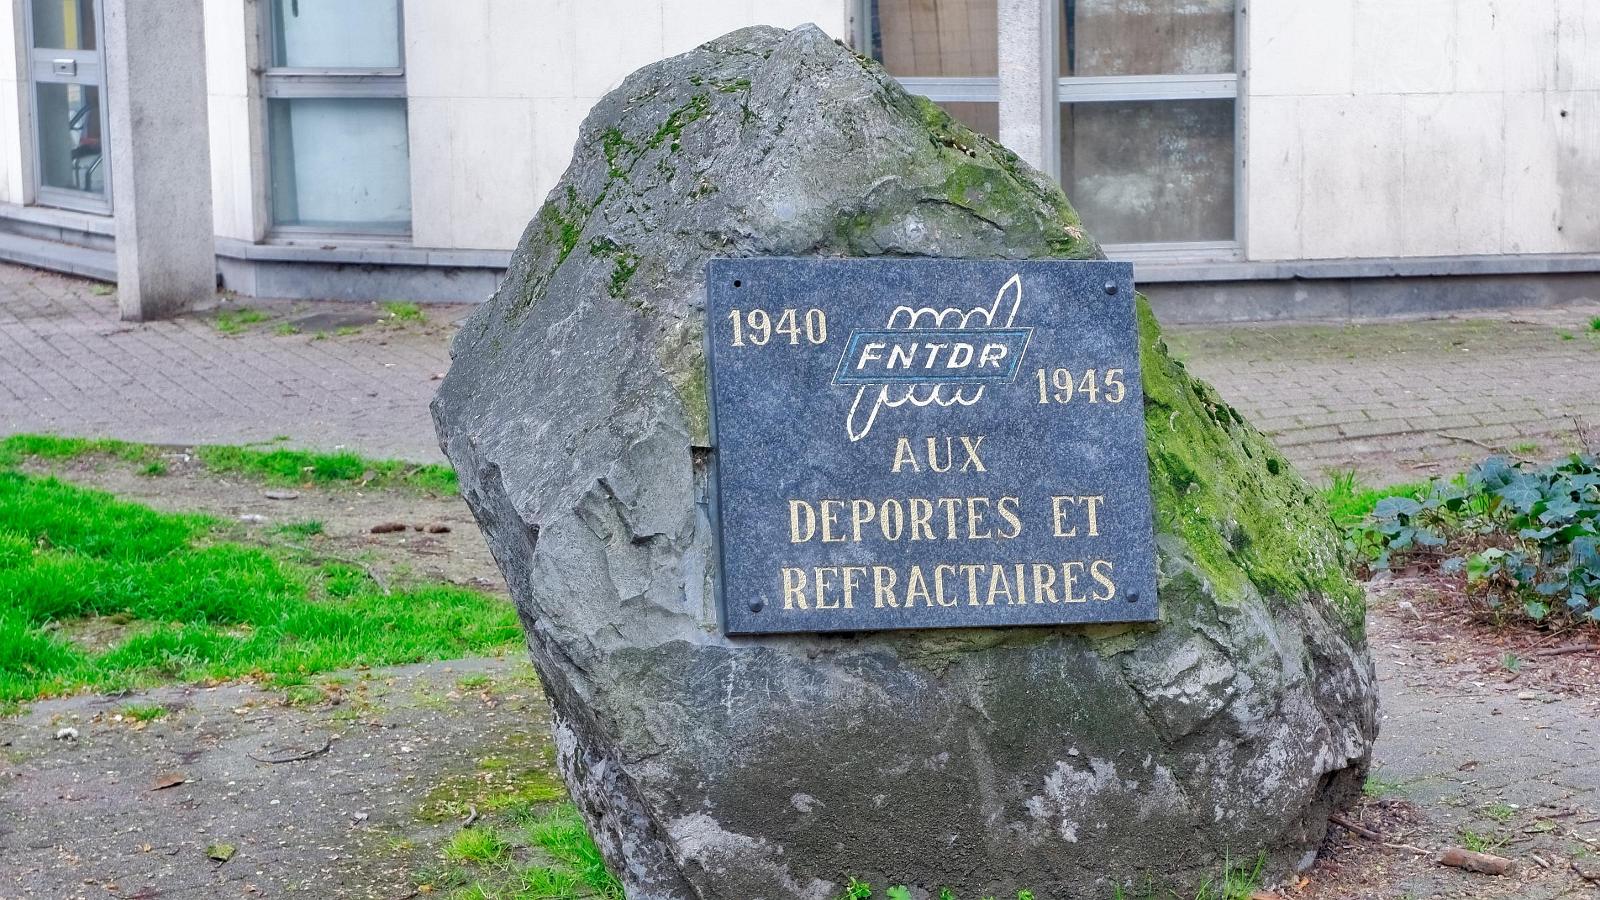 1940
FNTDR
1945
AUX
DEPORTES ET
REFRACTAIRES